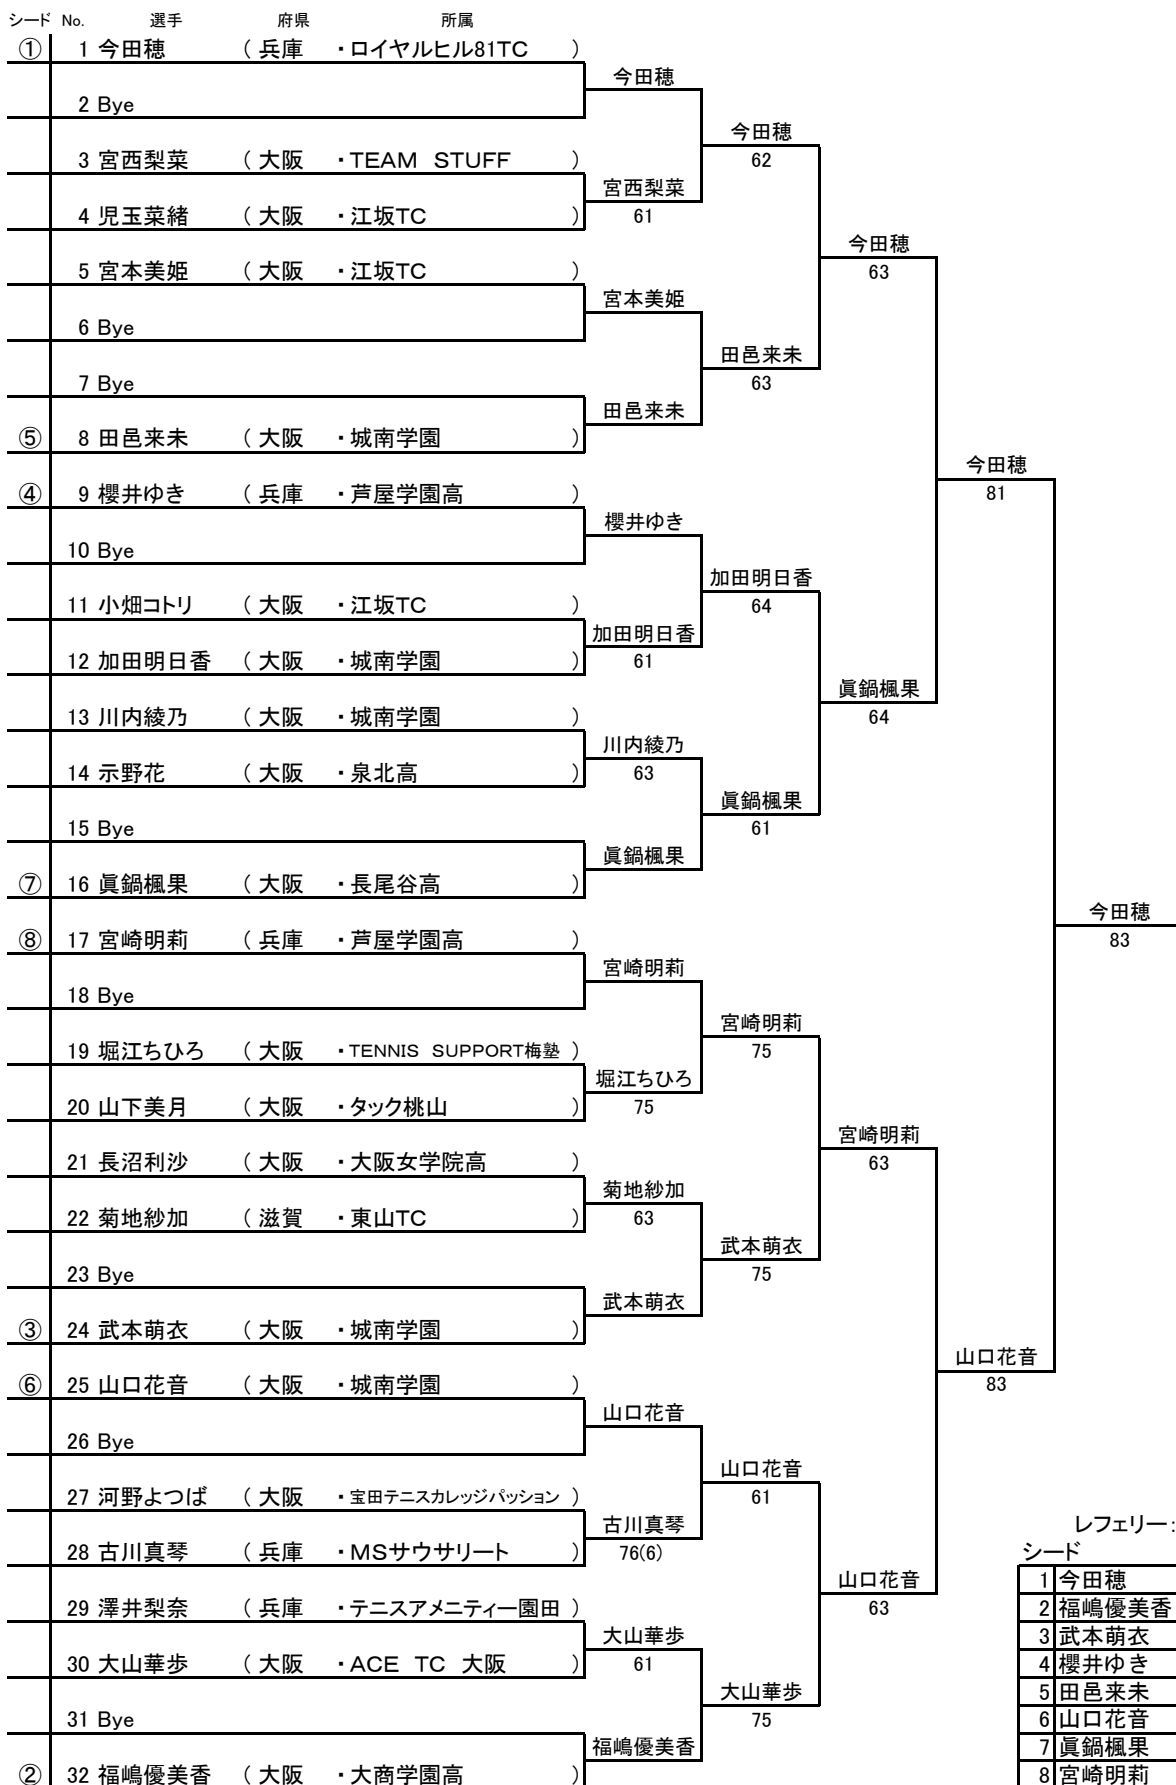 シード No. 選手 府県 所属
① 1 今田穂 ( 兵庫 ・ロイヤルヒル81TC )
今田穂
2 Bye
今田穂
3 宮西梨菜 ( 大阪 ・TEAM STUFF )
62
宮西梨菜
4 児玉菜緒 ( 大阪 ・江坂TC )
61
今田穂
5 宮本美姫 ( 大阪 ・江坂TC )
63
宮本美姫
6 Bye
田邑来未
7 Bye
63
田邑来未
⑤ 8 田邑来未 ( 大阪 ・城南学園 )
今田穂
④ 9 櫻井ゆき ( 兵庫 ・芦屋学園高 )
81
櫻井ゆき
10 Bye
加田明日香
11 小畑コトリ ( 大阪 ・江坂TC )
64
加田明日香
12 加田明日香 ( 大阪 ・城南学園 )
61
眞鍋楓果
13 川内綾乃 ( 大阪 ・城南学園 )
64
川内綾乃
14 示野花 ( 大阪 ・泉北高 )
63
眞鍋楓果
15 Bye
61
眞鍋楓果
⑦ 16 眞鍋楓果 ( 大阪 ・長尾谷高 )
今田穂
⑧ 17 宮崎明莉 ( 兵庫 ・芦屋学園高 )
83
宮崎明莉
18 Bye
宮崎明莉
19 堀江ちひろ ( 大阪 ・TENNIS SUPPORT梅塾 )
75
堀江ちひろ
20 山下美月 ( 大阪 ・タック桃山 )
75
宮崎明莉
21 長沼利沙 ( 大阪 ・大阪女学院高 )
63
菊地紗加
22 菊地紗加 ( 滋賀 ・東山TC )
63
武本萌衣
23 Bye
75
武本萌衣
③ 24 武本萌衣 ( 大阪 ・城南学園 )
山口花音
⑥ 25 山口花音 ( 大阪 ・城南学園 )
83
山口花音
26 Bye
山口花音
27 河野よつば ( 大阪 ・宝田テニスカレッジパッション )
61
古川真琴
レフェリー:
28 古川真琴 ( 兵庫 ・MSサウサリート )
76(6)
シード
山口花音
1 今田穂
29 澤井梨奈 ( 兵庫 ・テニスアメニティー園田 )
63
2 福嶋優美香
大山華歩
3 武本萌衣
30 大山華歩 ( 大阪 ・ACE TC 大阪 )
61
4 櫻井ゆき
大山華歩
5 田邑来未
31 Bye
75
6 山口花音
福嶋優美香
7 眞鍋楓果
② 32 福嶋優美香 ( 大阪 ・大商学園高 )
8 宮崎明莉